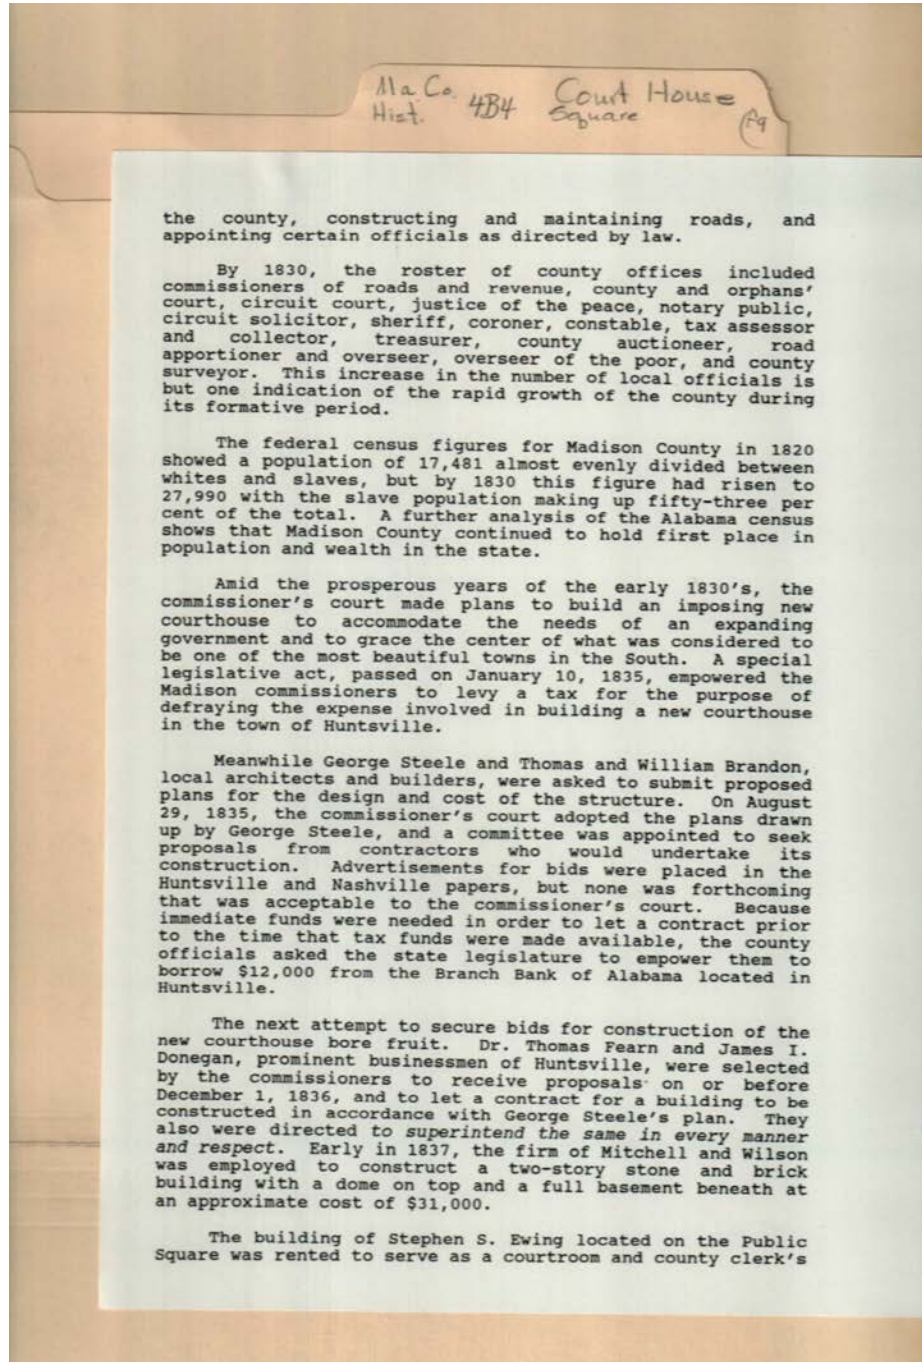 Ma. Co. 4B4 Court House
Hist. Square
the county, constructing and maintaining roads, and
appointing certain officials as directed by law.
By 1830, the roster of county offices included
commissioners of roads and revenue, county and orphans'
court, circuit court, justice of the peace, notary public,
circuit solicitor, sheriff, coroner, constable, tax assessor
and collector, treasurer, county auctioneer, road
apportioner and overseer, overseer of the poor, and county
surveyor. This increase in the number of local officials is
but one indication of the rapid growth of the county during
its formative period.
The federal census figures for Madison County in 1820
showed a population of 17,481 almost evenly divided between
whites and slaves, but by 1830 this figure had risen to
27,990 with the slave population making up fifty-three per
cent of the total. A further analysis of the Alabama census
shows that Madison County continued to hold first place in
population and wealth in the state.
Amid the prosperous years of the early 1830's, the
commissioner's court made plans to build an imposing new
courthouse to accommodate the needs of an expanding
government and to grace the center of what was considered to
be one of the most beautiful towns in the South. A special
legislative act, passed on January 10, 1835, empowered the
Madison commissioners to levy a tax for the purpose of
defraying the expense involved in building a new courthouse
in the town of Huntsville.
Meanwhile George Steele and Thomas and William Brandon,
local architects and builders, were asked to submit proposed
plans for the design and cost of the structure. On August
29, 1835, the commissioner's court adopted the plans drawn
up by George Steele, and a committee was appointed to seek
proposals from contractors who would undertake its
construction. Advertisements for bids were placed in the
Huntsville and Nashville papers, but none was forthcoming
that was acceptable to the commissioner's court. Because
immediate funds were needed in order to let a contract prior
to the time that tax funds were made available, the county
officials asked the state legislature to empower them to
borrow $12,000 from the Branch Bank of Alabama located in
Huntsville.
The next attempt to secure bids for construction of the
new courthouse bore fruit. Dr. Thomas Fearn and James I.
Donegan, prominent businessmen of Huntsville, were selected
by the commissioners to receive proposals on or before
December 1, 1836, and to let a contract for a building to be
constructed in accordance with George Steele's plan. They
also were directed to superintend the same in every manner
and respect. Early in 1837, the firm of Mitchell and Wilson
was employed to construct a two-story stone and brick
building with a dome on top and a full basement beneath at
an approximate cost of $31,000.
The building of Stephen S. Ewing located on the Public
Square was rented to serve as a courtroom and county clerk's